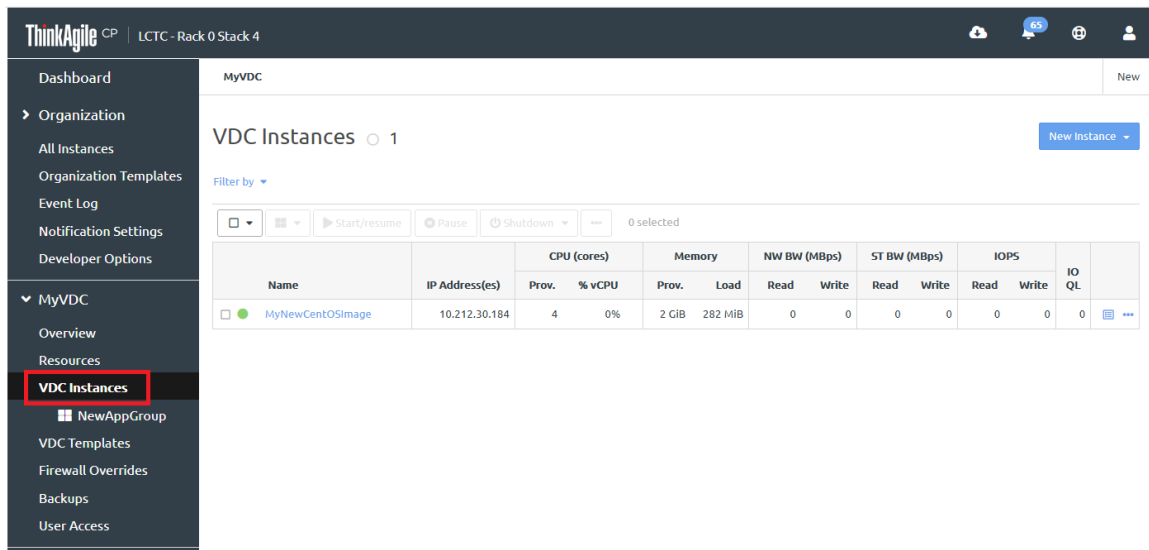 ThinkAgile CP | LCTC - Rack 0 Stack 4
65
Dashboard
Organization
All Instances
Organization Templates
Event Log
Notification Settings
Developer Options
MyVDC
Overview
Resources
VDC Instances
NewAppGroup
VDC Templates
Firewall Overrides
Backups
User Access
MyVDC
New
VDC Instances 1
New Instance
Filter by
Start/resume Pause Shutdown 0 selected
CPU (cores) Memory NW BW (MBps) ST BW (MBps) IOPS
Name IP Address(es) Prov. % vCPU Prov. Load Read Write Read Write Read Write IO QL
MyNewCentOSImage 10.212.30.184 4 0% 2 GiB 282 MiB 0 0 0 0 0 0 0